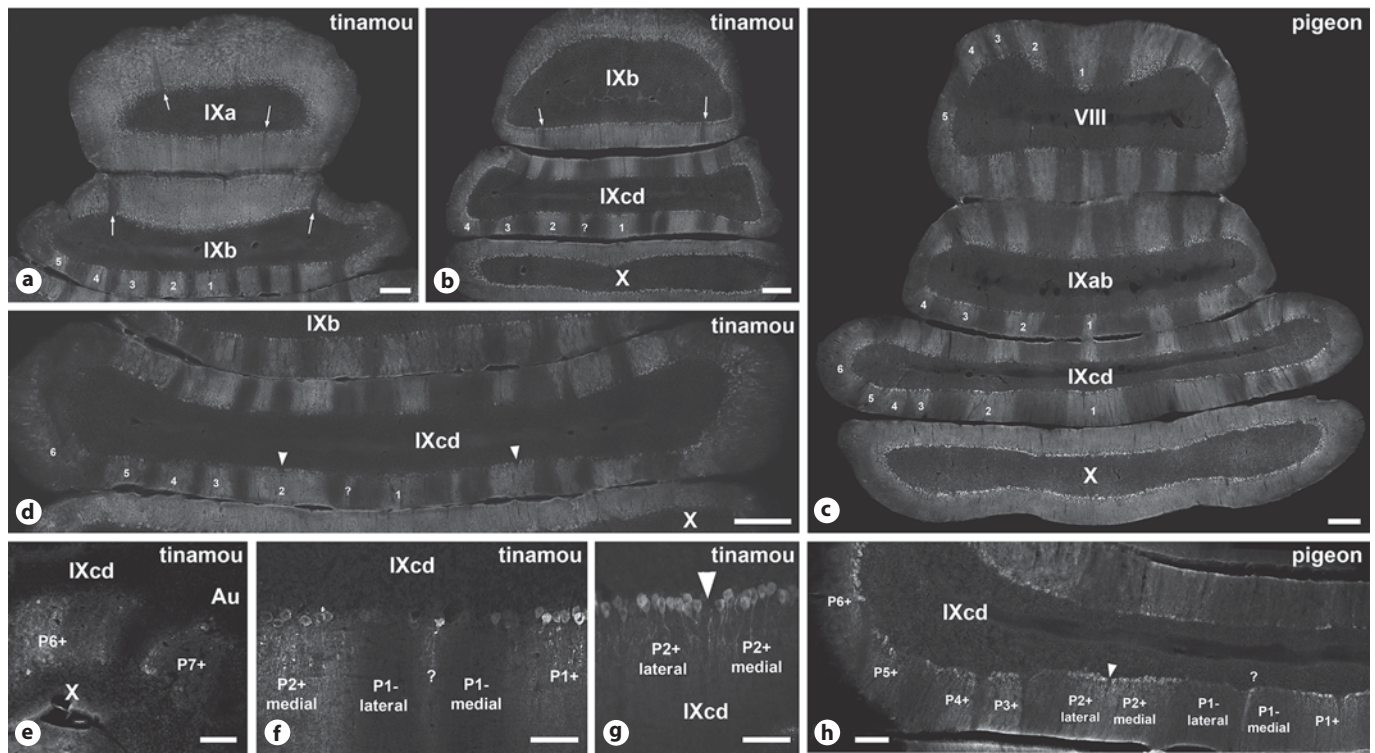 tinamou
IXa
IXb
5 4 3 2 1
a
tinamou
IXb
IXcd
4 3 2 ? 1
X
b
pigeon
4 3 2 1
5
VIII
IXab
4 3 2 1
IXcd
6
5 4 3 2 1
X
c
IXb
tinamou
IXcd
6 5 4 3 2 ? 1
X
d
tinamou
IXcd
Au
P6+
P7+
X
e
tinamou
IXcd
P2+ medial
P1- lateral
?
P1- medial
P1+
f
tinamou
P2+ lateral
P2+ medial
IXcd
g
pigeon
P6+
IXcd
P5+
P4+
P3+
P2+ lateral
P2+ medial
P1- lateral
?
P1- medial
P1+
h